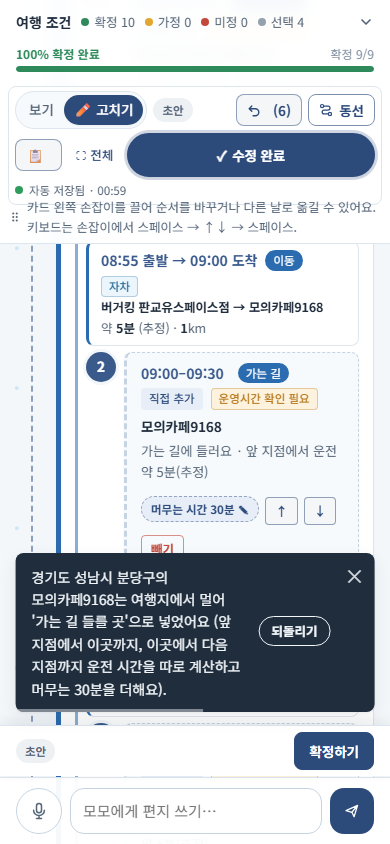 여행 조건 확정 10 가정 0 미정 0 선택 4
100% 확정 완료 확정 9/9
보기 고치기 초안 (6) 동선
전체 ✓ 수정 완료
자동 저장됨 · 00:59
카드 왼쪽 손잡이를 끌어 순서를 바꾸거나 다른 날로 옮길 수 있어요.
키보드는 손잡이에서 스페이스 → ↑↓ → 스페이스.
08:55 출발 → 09:00 도착 이동
자차
버거킹 판교유스페이스점 → 모의카페9168
약 5분 (추정) · 1km
2 09:00–09:30 가는 길
직접 추가 운영시간 확인 필요
모의카페9168
가는 길에 들러요 · 앞 지점에서 운전
약 5분(추정)
머무는 시간 30분 ↑ ↓
빼기
경기도 성남시 분당구의
모의카페9168는 여행지에서 멀어
'가는 길 들를 곳'으로 넣었어요 (앞
지점에서 이곳까지, 이곳에서 다음
지점까지 운전 시간을 따로 계산하고
머무는 30분을 더해요).
되돌리기
초안 확정하기
모모에게 편지 쓰기…